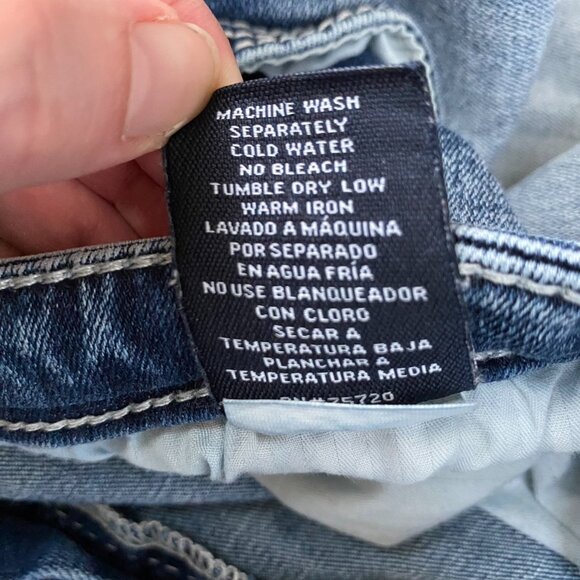 MACHINE WASH
SEPARATELY
COLD WATER
NO BLEACH
TUMBLE DRY LOW
WARM IRON
LAVADO A MÁQUINA
POR SEPARADO
EN AGUA FRÍA
NO USE BLANQUEADOR
CON CLORO
SECAR A
TEMPERATURA BAJA
PLANCHAR A
TEMPERATURA MEDIA